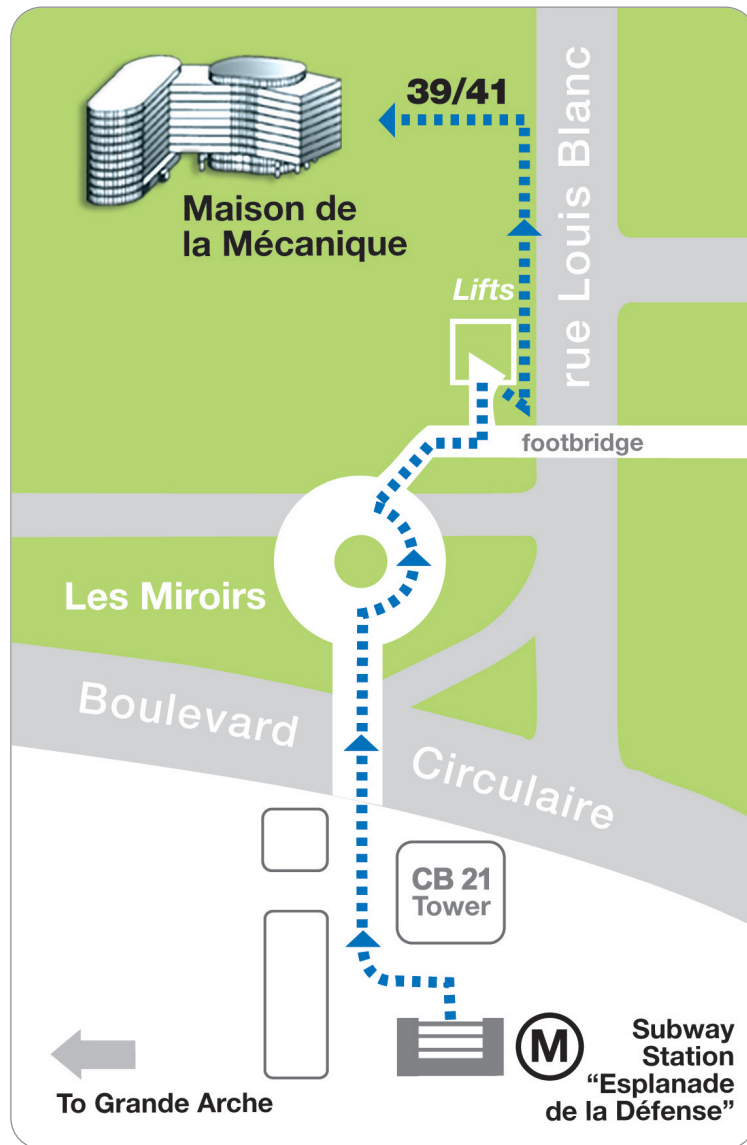 39/41
Maison de
la Mécanique
rue Louis Blanc
Lifts
footbridge
Les Miroirs
Boulevard
Circulaire
CB 21
Tower
M
Subway
Station
“Esplanade
de la Défense”
To Grande Arche